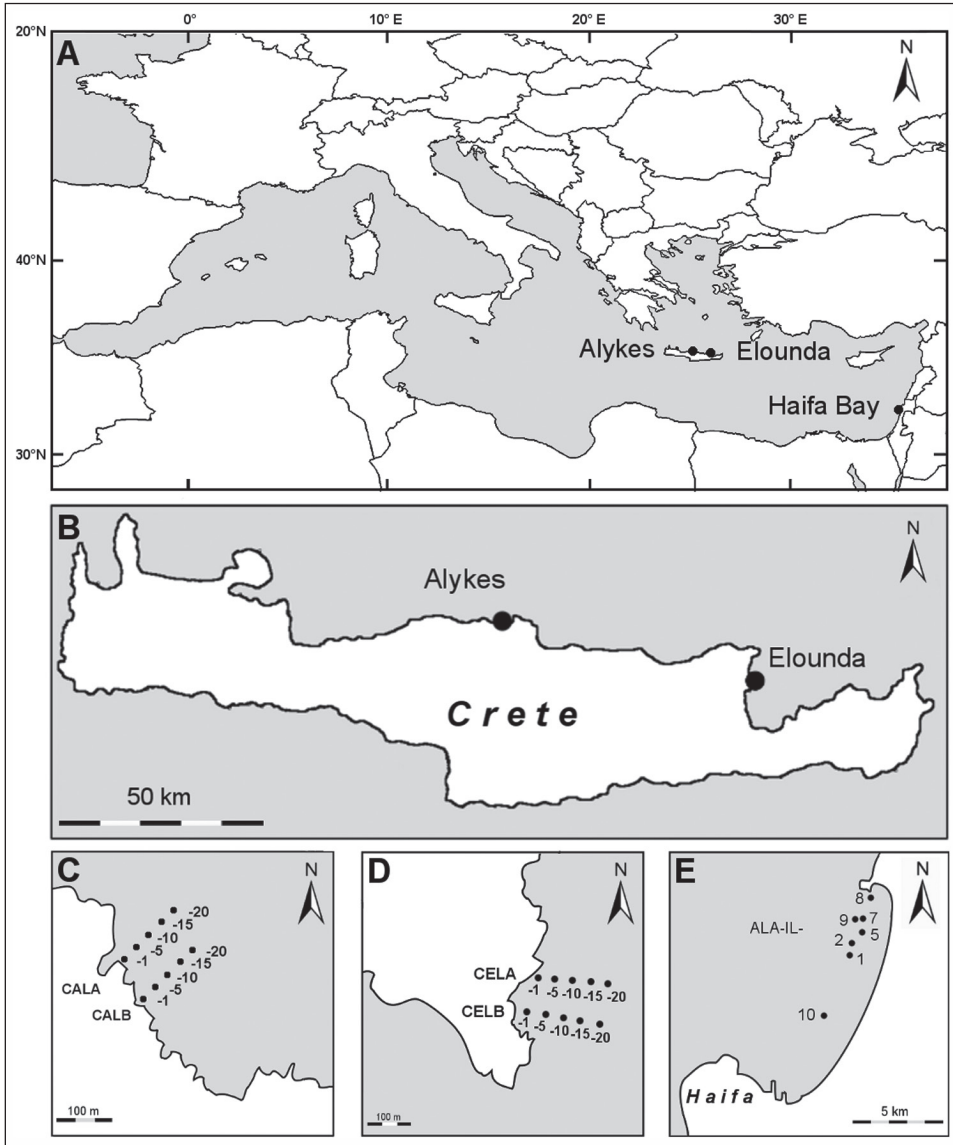 0° 10° E 20° E 30° E
20°N
A
N
40°N
Alykes
Elounda
Haifa Bay
30°N
B
N
Alykes
Elounda
Crete
50 km
C
N
-20
-15
-10
-5
-1
-20
-15
-10
-5
-1
CALA
CALB
100 m
D
N
CELA
-1 -5 -10 -15 -20
CELB
-1 -5 -10 -15 -20
100 m
E
N
8
9 7
ALA-IL-
5
2
1
10
Haifa
5 km